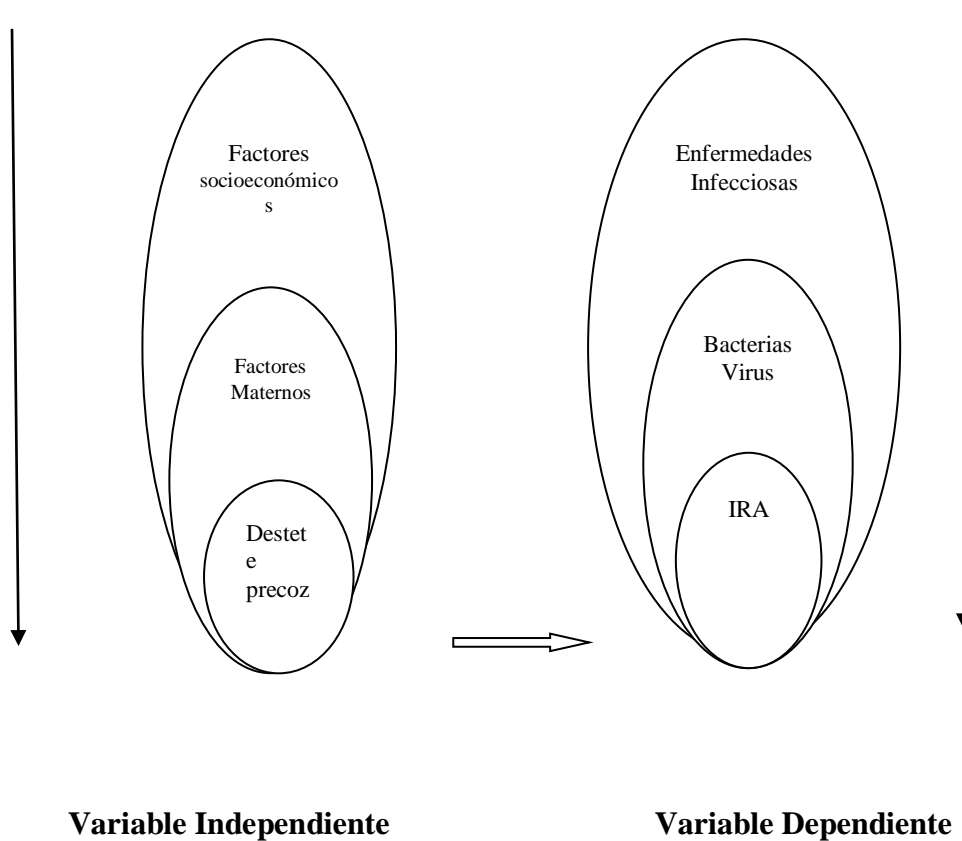 Factores
socioeconómico
s
Factores
Maternos
Destet
e
precoz
Enfermedades
Infecciosas
Bacterias
Virus
IRA
Variable Independiente
Variable Dependiente